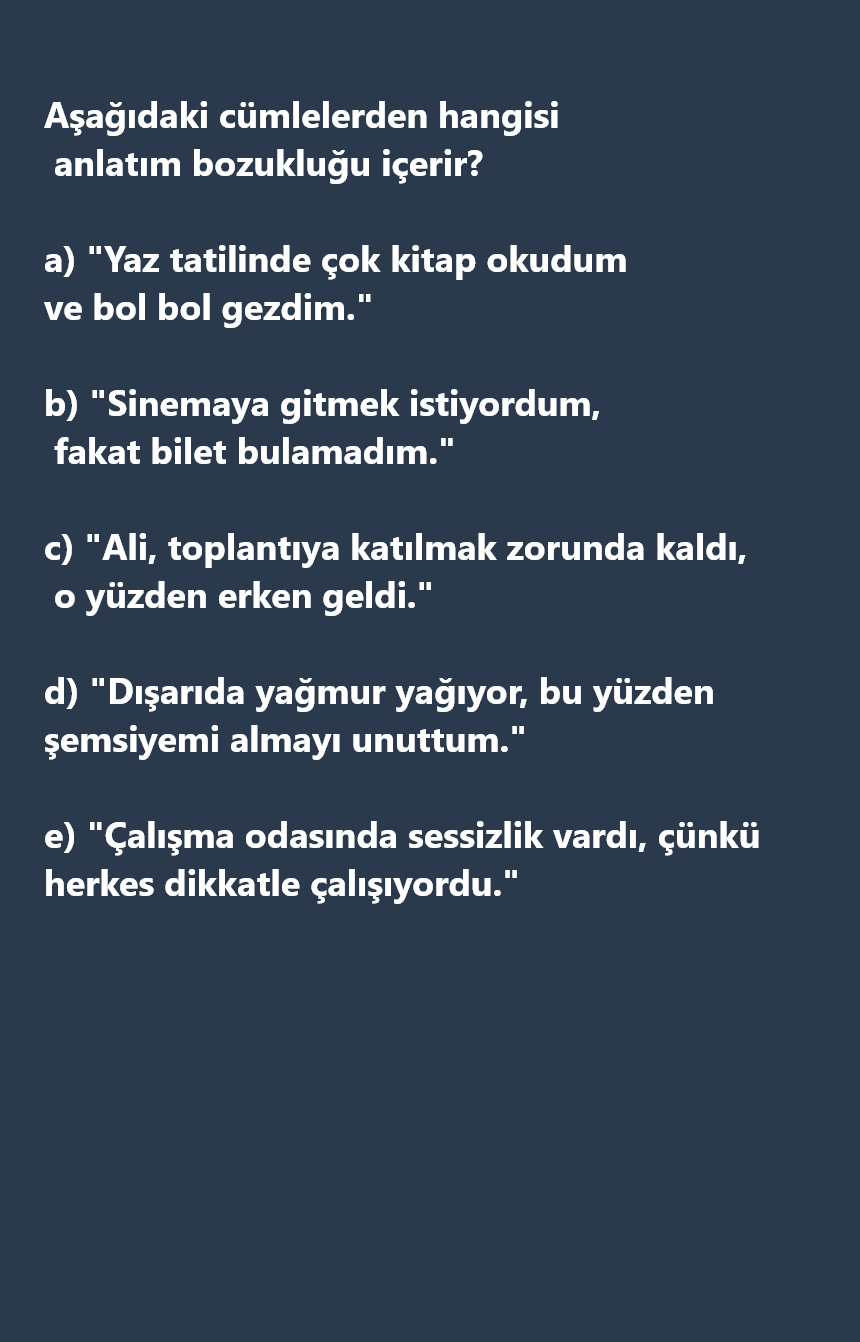 Aşağıdaki cümlelerden hangisi
anlatım bozukluğu içerir?
a) "Yaz tatilinde çok kitap okudum
ve bol bol gezdim."
b) "Sinemaya gitmek istiyordum,
fakat bilet bulamadım."
c) "Ali, toplantıya katılmak zorunda kaldı,
o yüzden erken geldi."
d) "Dışarıda yağmur yağıyor, bu yüzden
şemsiyemi almayı unuttum."
e) "Çalışma odasında sessizlik vardı, çünkü
herkes dikkatle çalışıyordu."